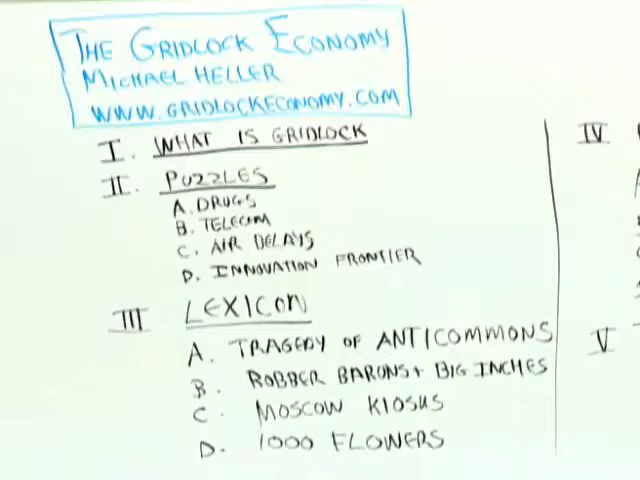 THE GRIDLOCK ECONOMY
MICHAEL HELLER
WWW.GRIDLOCKECONOMY.COM
I. WHAT IS GRIDLOCK
II. PUZZLES
A. DRUGS
B. TELECOM
C. AIR DELAYS
D. INNOVATION FRONTIER
III LEXICON
A. TRAGEDY OF ANTICOMMONS
B. ROBBER BARONS + BIG INCHES
C. MOSCOW KIOSKS
D. 1000 FLOWERS
IV
V